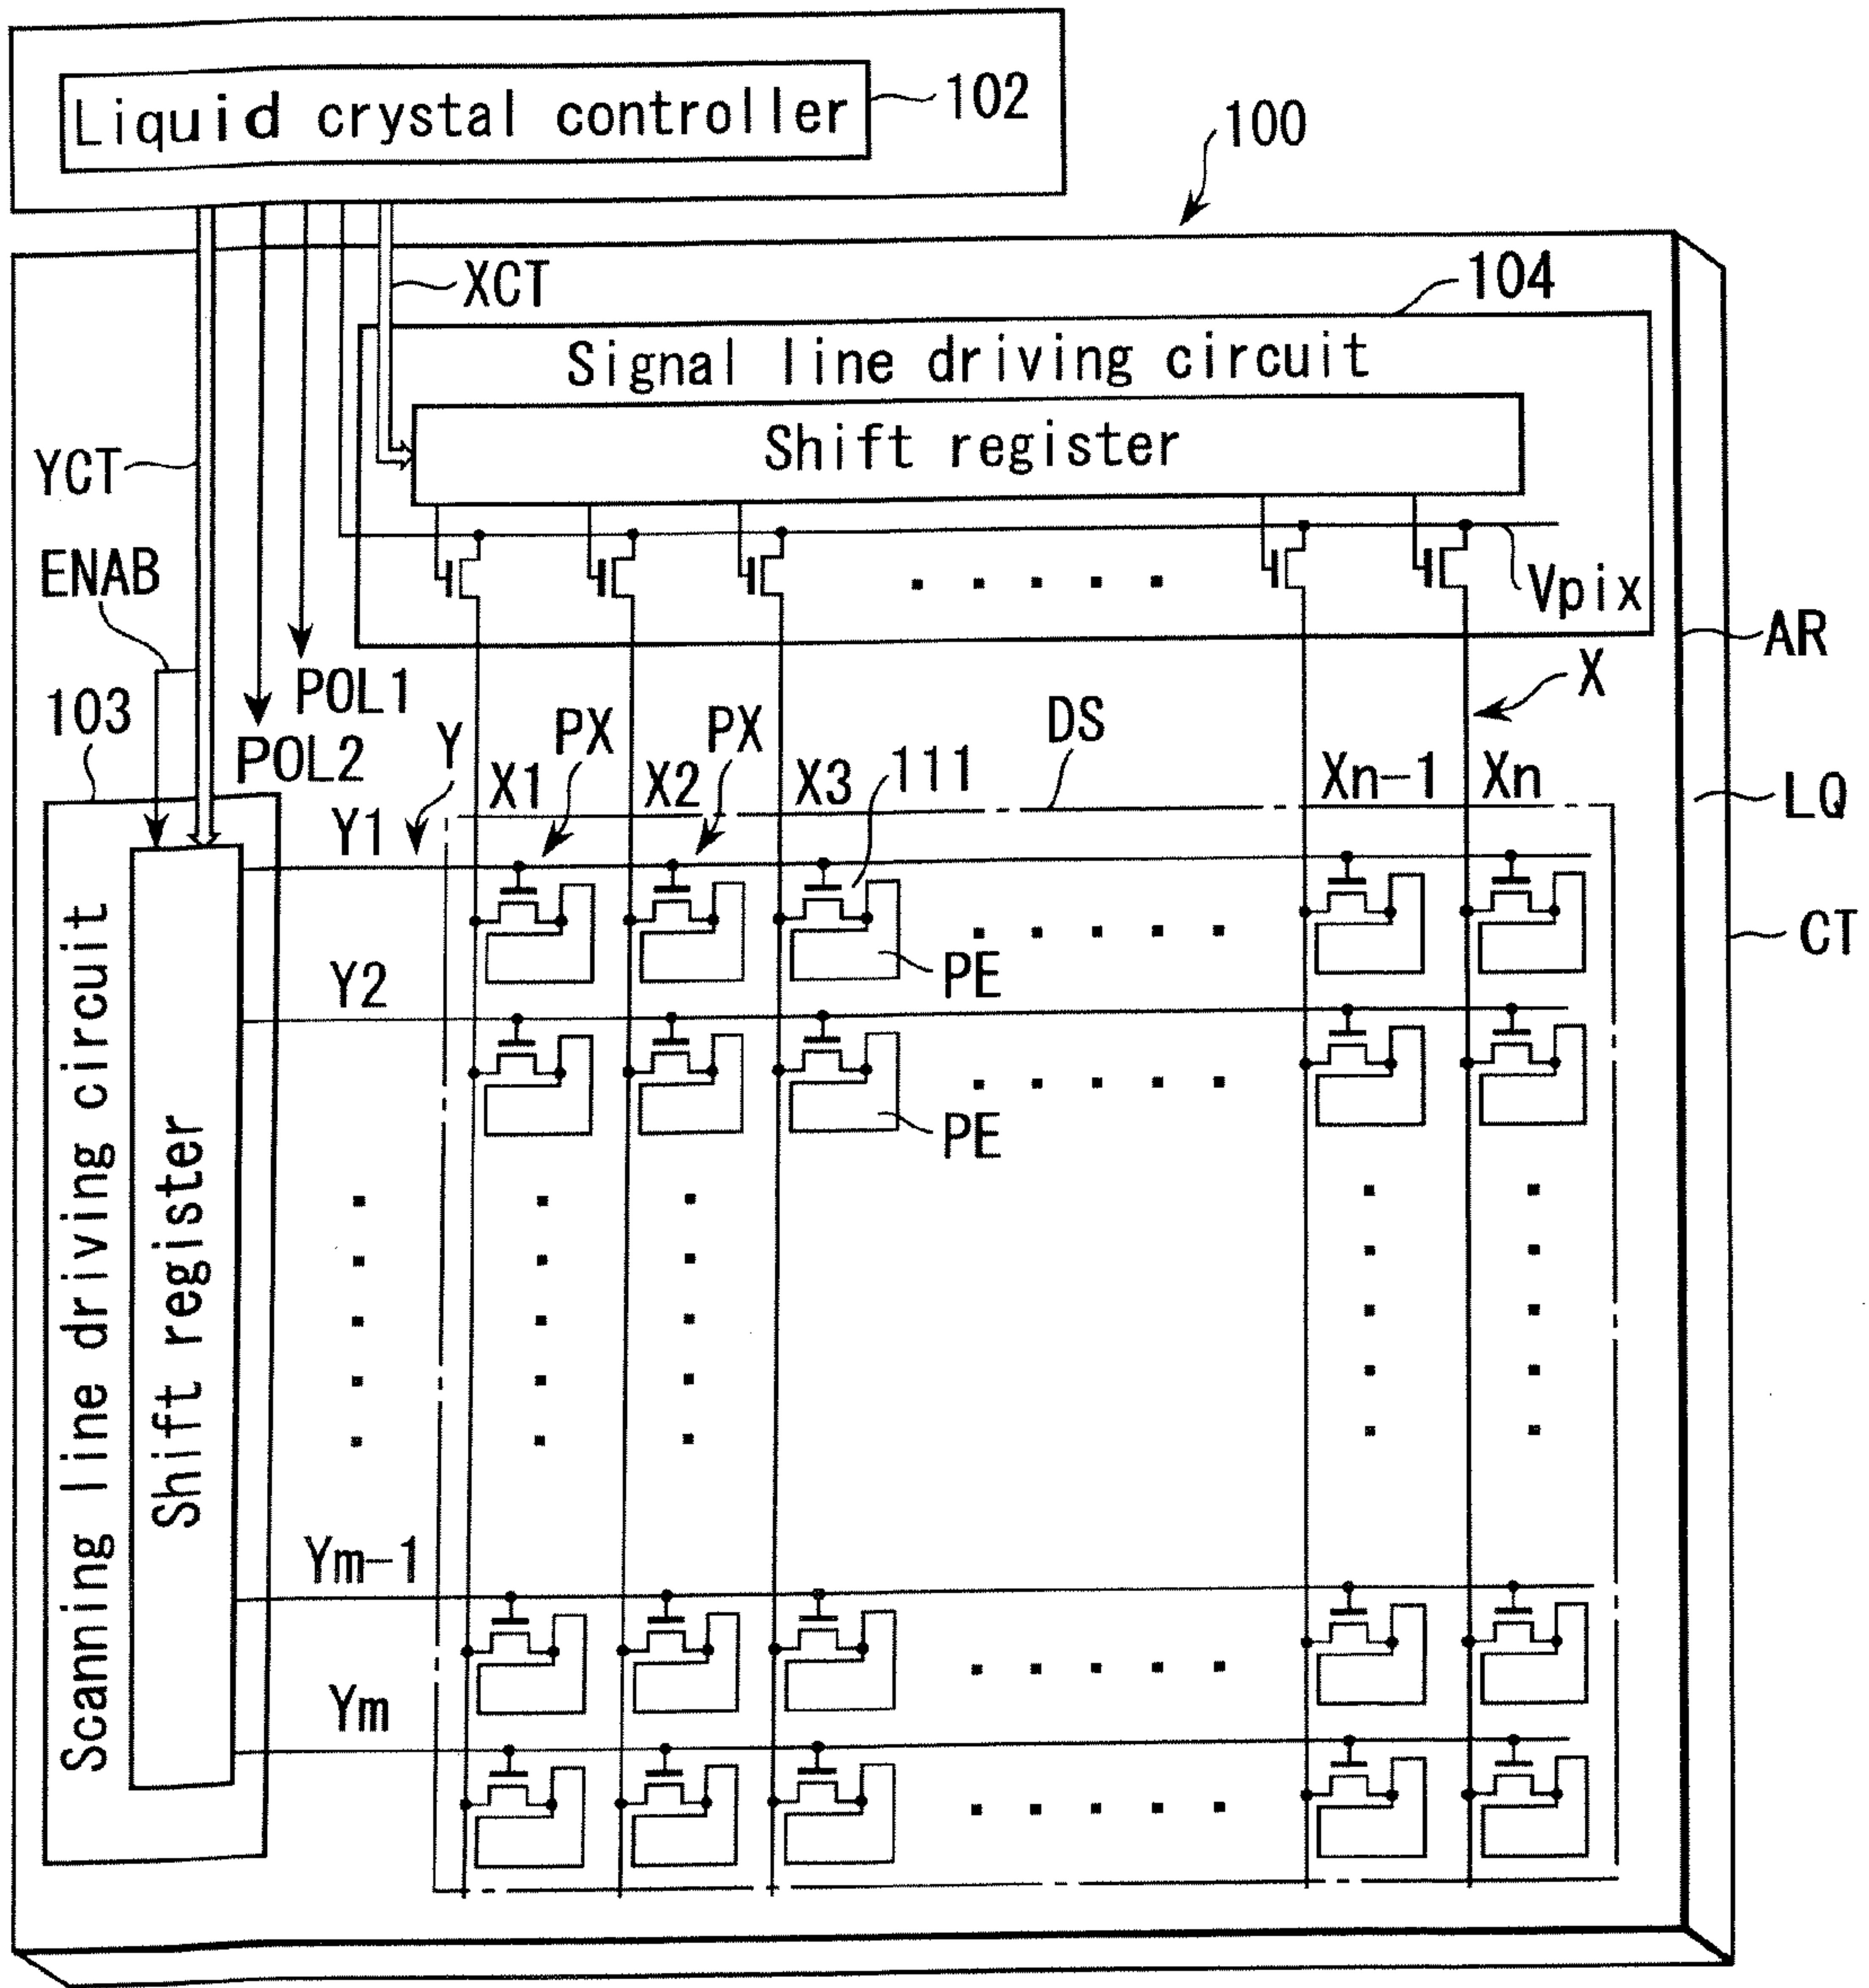 Liquid crystal controller
102
100
XCT
104
Signal line driving circuit
Shift register
YCT
ENAB
Vpix
AR
X
POL1
103
POL2
Y
PX
PX
DS
X1
X2
X3
111
Xn-1
Xn
LQ
Y1
CT
PE
Y2
PE
Scanning line driving circuit
Shift register
Ym-1
Ym